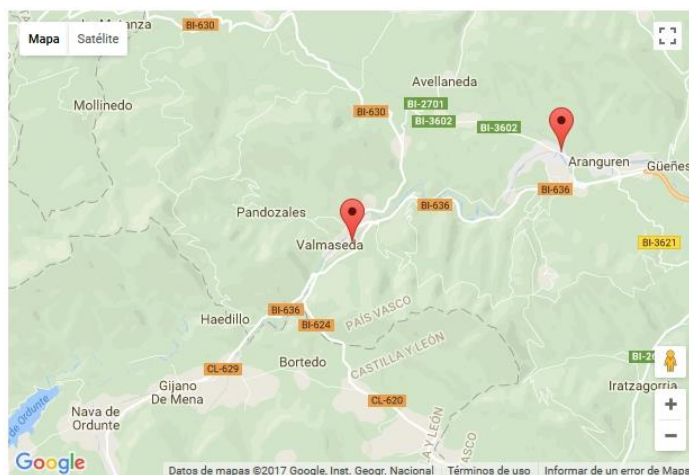 La Matanza
BI-630
Mapa
Satélite
Avellaneda
Mollinedo
BI-2701
BI-630
BI-3602
BI-3602
Aranguren
Güeñes
BI-636
BI-636
Pandozales
Valmaseda
BI-3621
BI-636
Haedillo
BI-624
PAÍS VASCO
CASTILLA Y LEÓN
Bortedo
CL-629
Gijano
De Mena
Iratzagorria
CL-620
Nava de
Ordunte
de Ordunte
Y LEÓN
VASCO
Google
Datos de mapas ©2017 Google, Inst. Geogr. Nacional
Términos de uso
Informar de un error de Maps